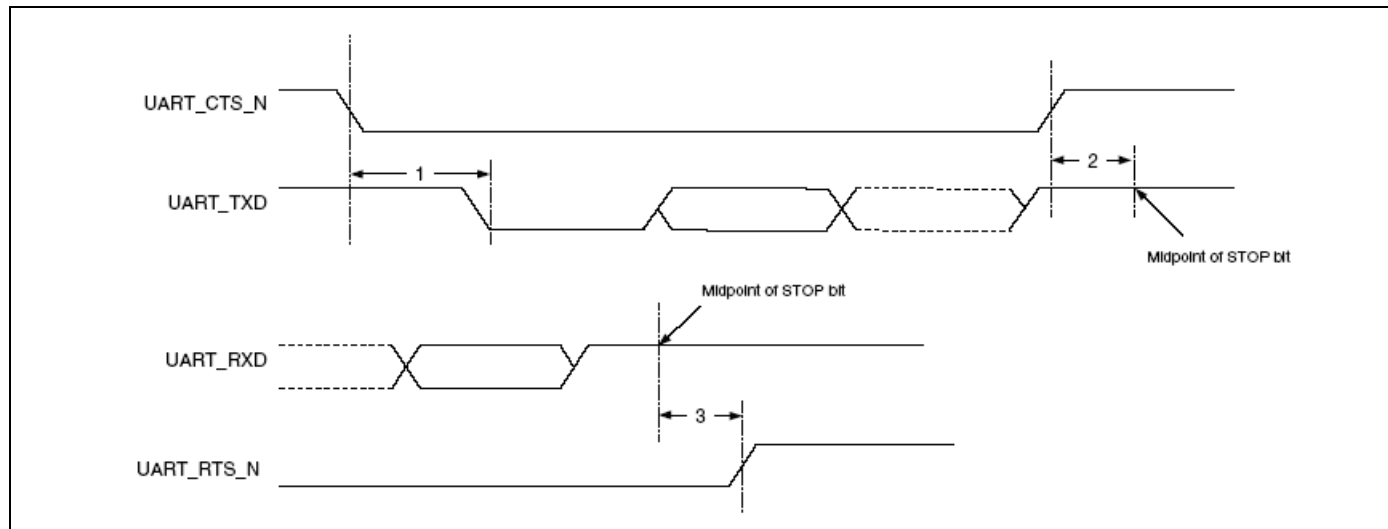 UART_CTS_N
1
2
UART_TXD
Midpoint of STOP bit
Midpoint of STOP bit
UART_RXD
3
UART_RTS_N